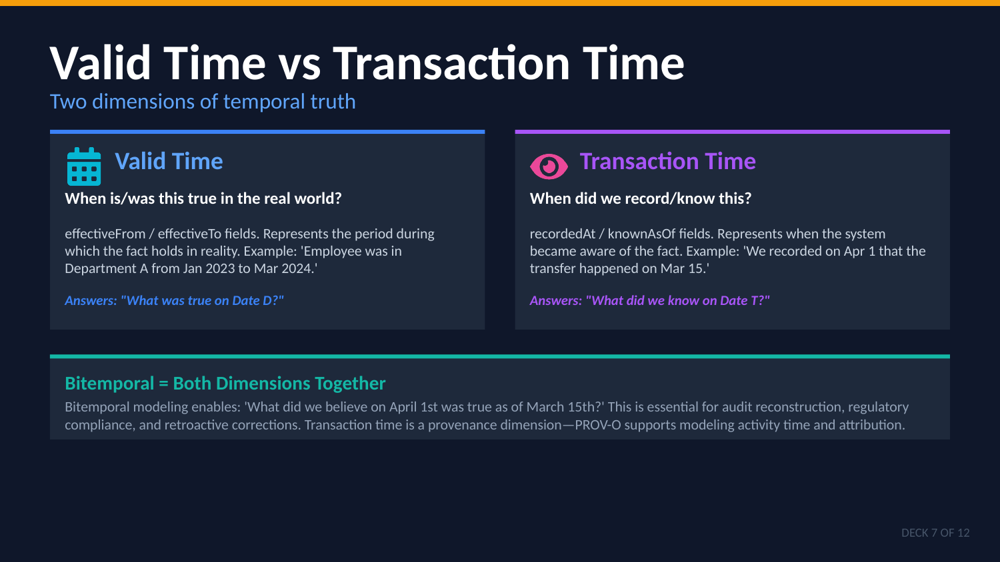 Valid Time vs Transaction Time
Two dimensions of temporal truth
Valid Time
When is/was this true in the real world?
effectiveFrom / effectiveTo fields. Represents the period during
which the fact holds in reality. Example: 'Employee was in
Department A from Jan 2023 to Mar 2024.'
Answers: "What was true on Date D?"
Transaction Time
When did we record/know this?
recordedAt / knownAsOf fields. Represents when the system
became aware of the fact. Example: 'We recorded on Apr 1 that the
transfer happened on Mar 15.'
Answers: "What did we know on Date T?"
Bitemporal = Both Dimensions Together
Bitemporal modeling enables: 'What did we believe on April 1st was true as of March 15th?' This is essential for audit reconstruction, regulatory
compliance, and retroactive corrections. Transaction time is a provenance dimension—PROV-O supports modeling activity time and attribution.
DECK 7 OF 12